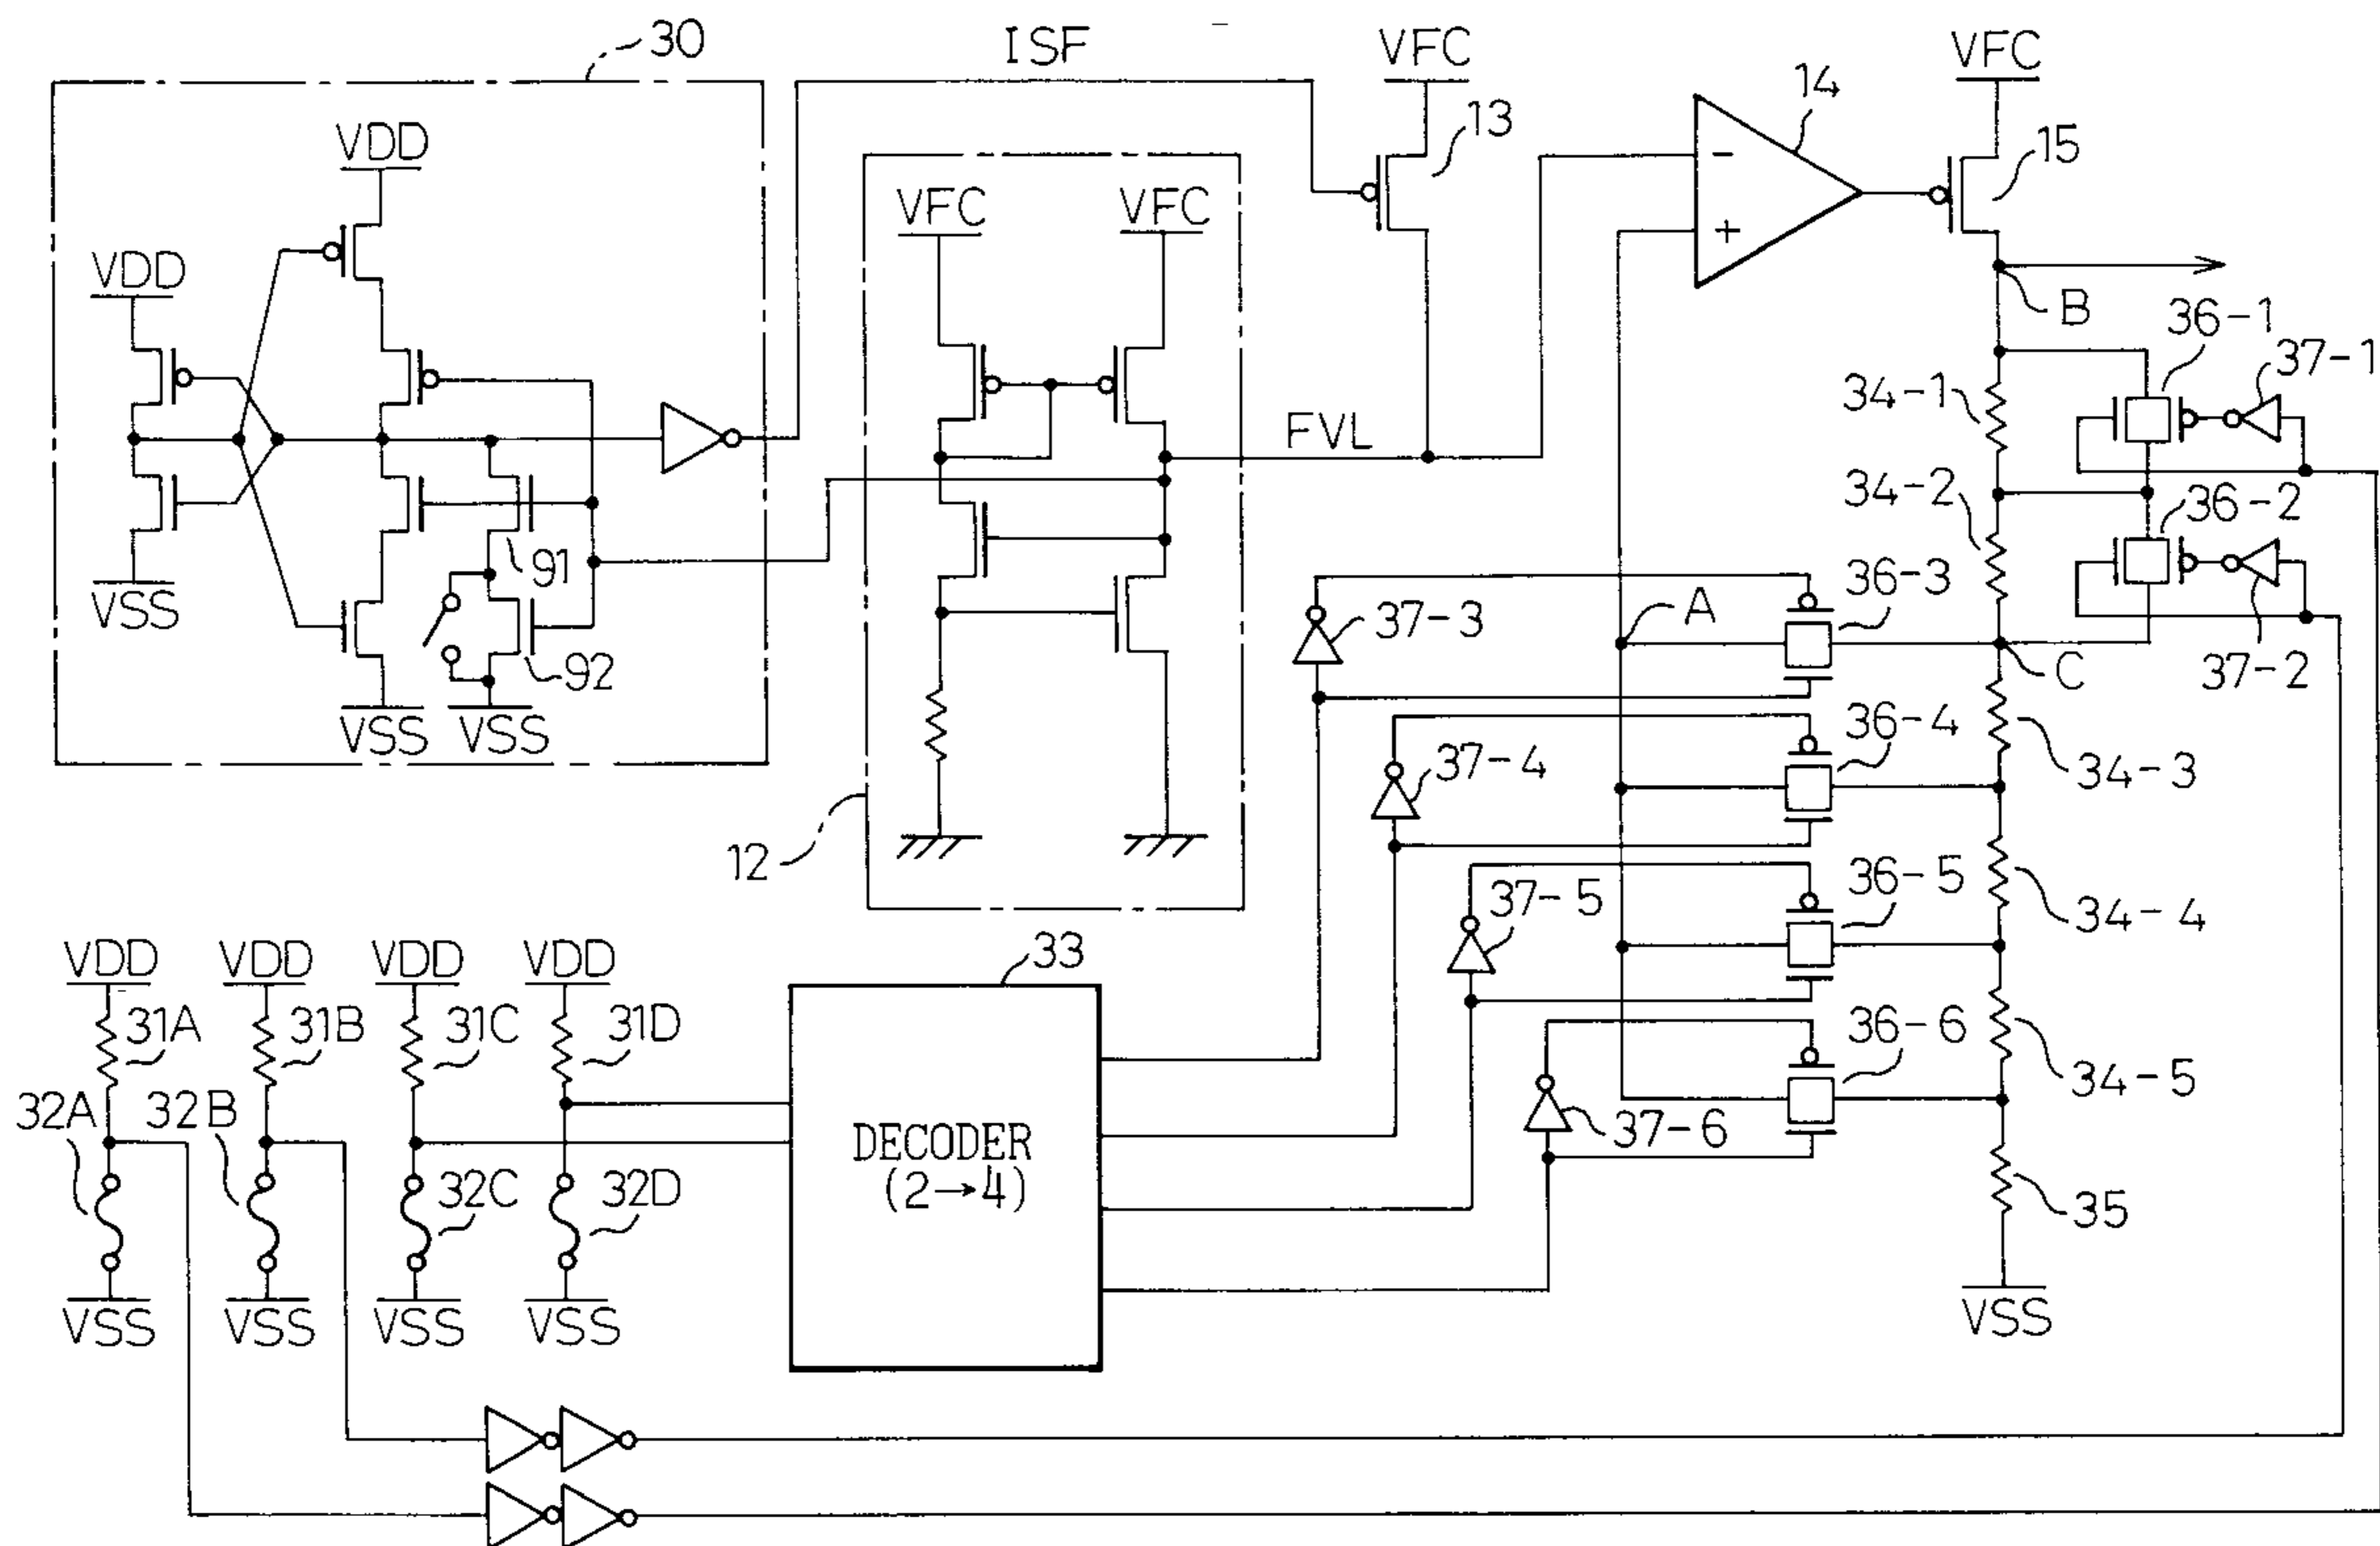 30
ISF
VFC
VFC
VDD
13
14
15
VFC
VFC
VDD
B
36-1
37-1
34-1
FVL
34-2
36-2
91
VSS
36-3
A
37-3
C
37-2
92
VSS
VSS
36-4
37-4
34-3
12
36-5
37-5
34-4
33
VDD
VDD
VDD
VDD
31A
31B
31C
31D
36-6
34-5
32A
32B
37-6
DECODER
(2→4)
32C
32D
35
VSS
VSS
VSS
VSS
VSS